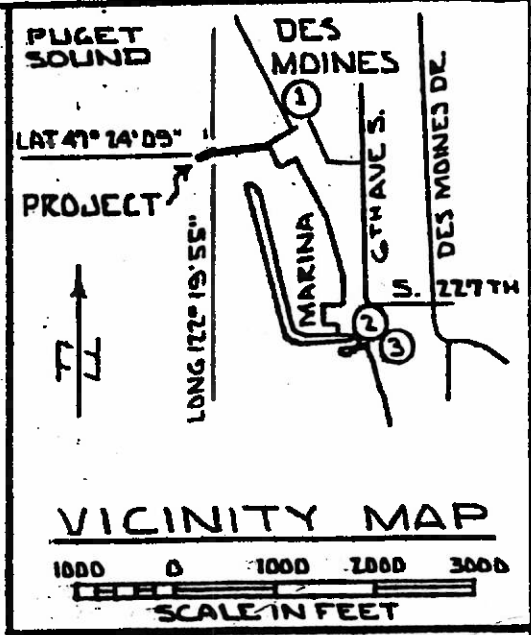 PUGET
SOUND
DES
MOINES
1
LAT 47° 24' 09"
PROJECT
LONG 122° 19' 55"
MARINA
6TH AVE S.
DES MOINES DR.
S. 227TH
2
3
VICINITY MAP
1000 0 1000 2000 3000
SCALE IN FEET